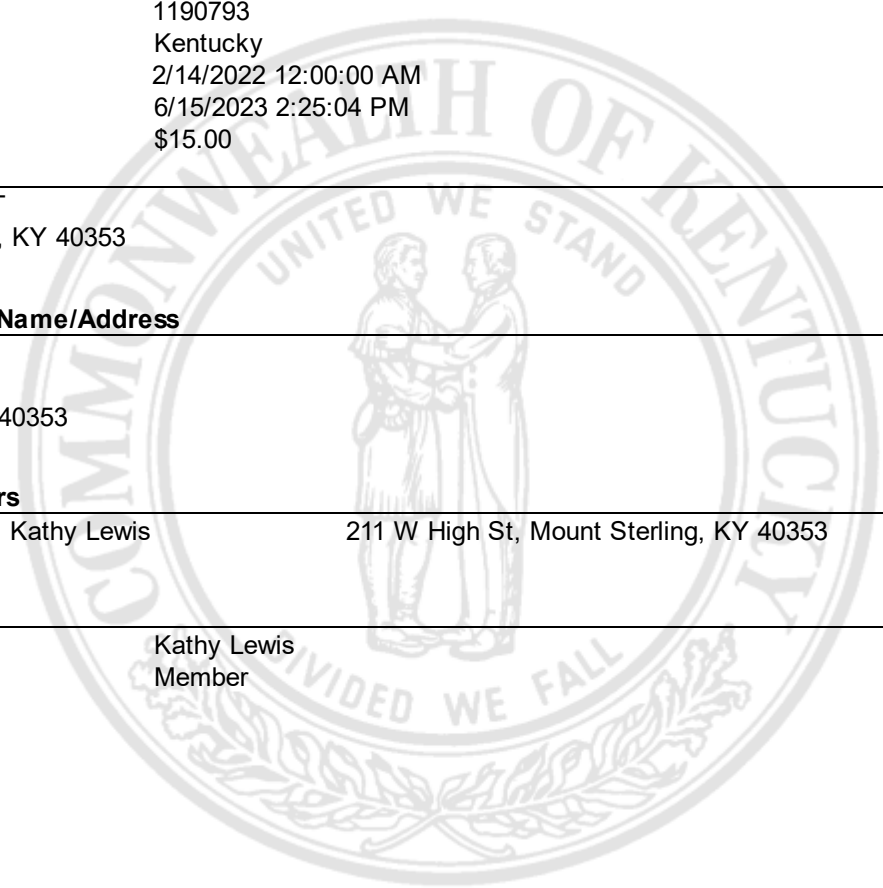 1190793
Kentucky
2/14/2022 12:00:00 AM
6/15/2023 2:25:04 PM
$15.00
, KY 40353
Name/Address
40353
rs
Kathy Lewis 211 W High St, Mount Sterling, KY 40353
Kathy Lewis
Member
COMMONWEALTH OF KENTUCKY
UNITED WE STAND
DIVIDED WE FALL